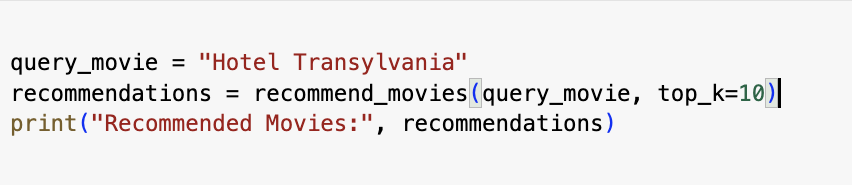 query_movie = "Hotel Transylvania"
recommendations = recommend_movies(query_movie, top_k=10)
print("Recommended Movies:", recommendations)